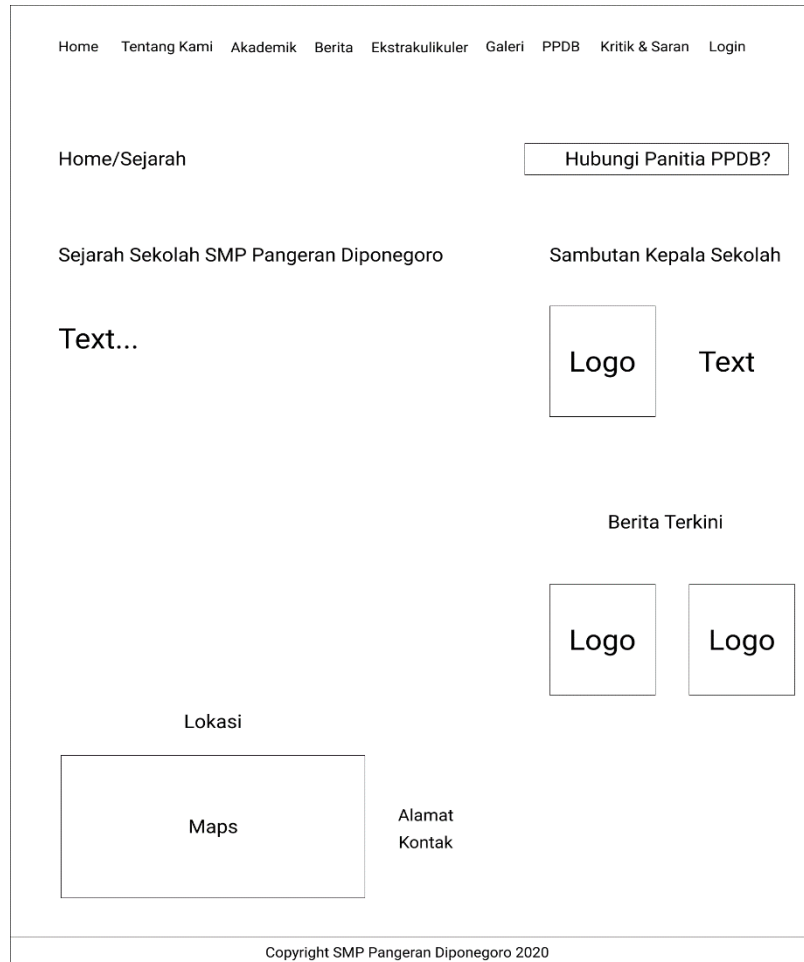 Home Tentang Kami Akademik Berita Ekstrakulikuler Galeri PPDB Kritik & Saran Login
Home/Sejarah
Hubungi Panitia PPDB?
Sejarah Sekolah SMP Pangeran Diponegoro
Sambutan Kepala Sekolah
Text...
Logo
Text
Berita Terkini
Logo
Logo
Lokasi
Maps
Alamat
Kontak
Copyright SMP Pangeran Diponegoro 2020